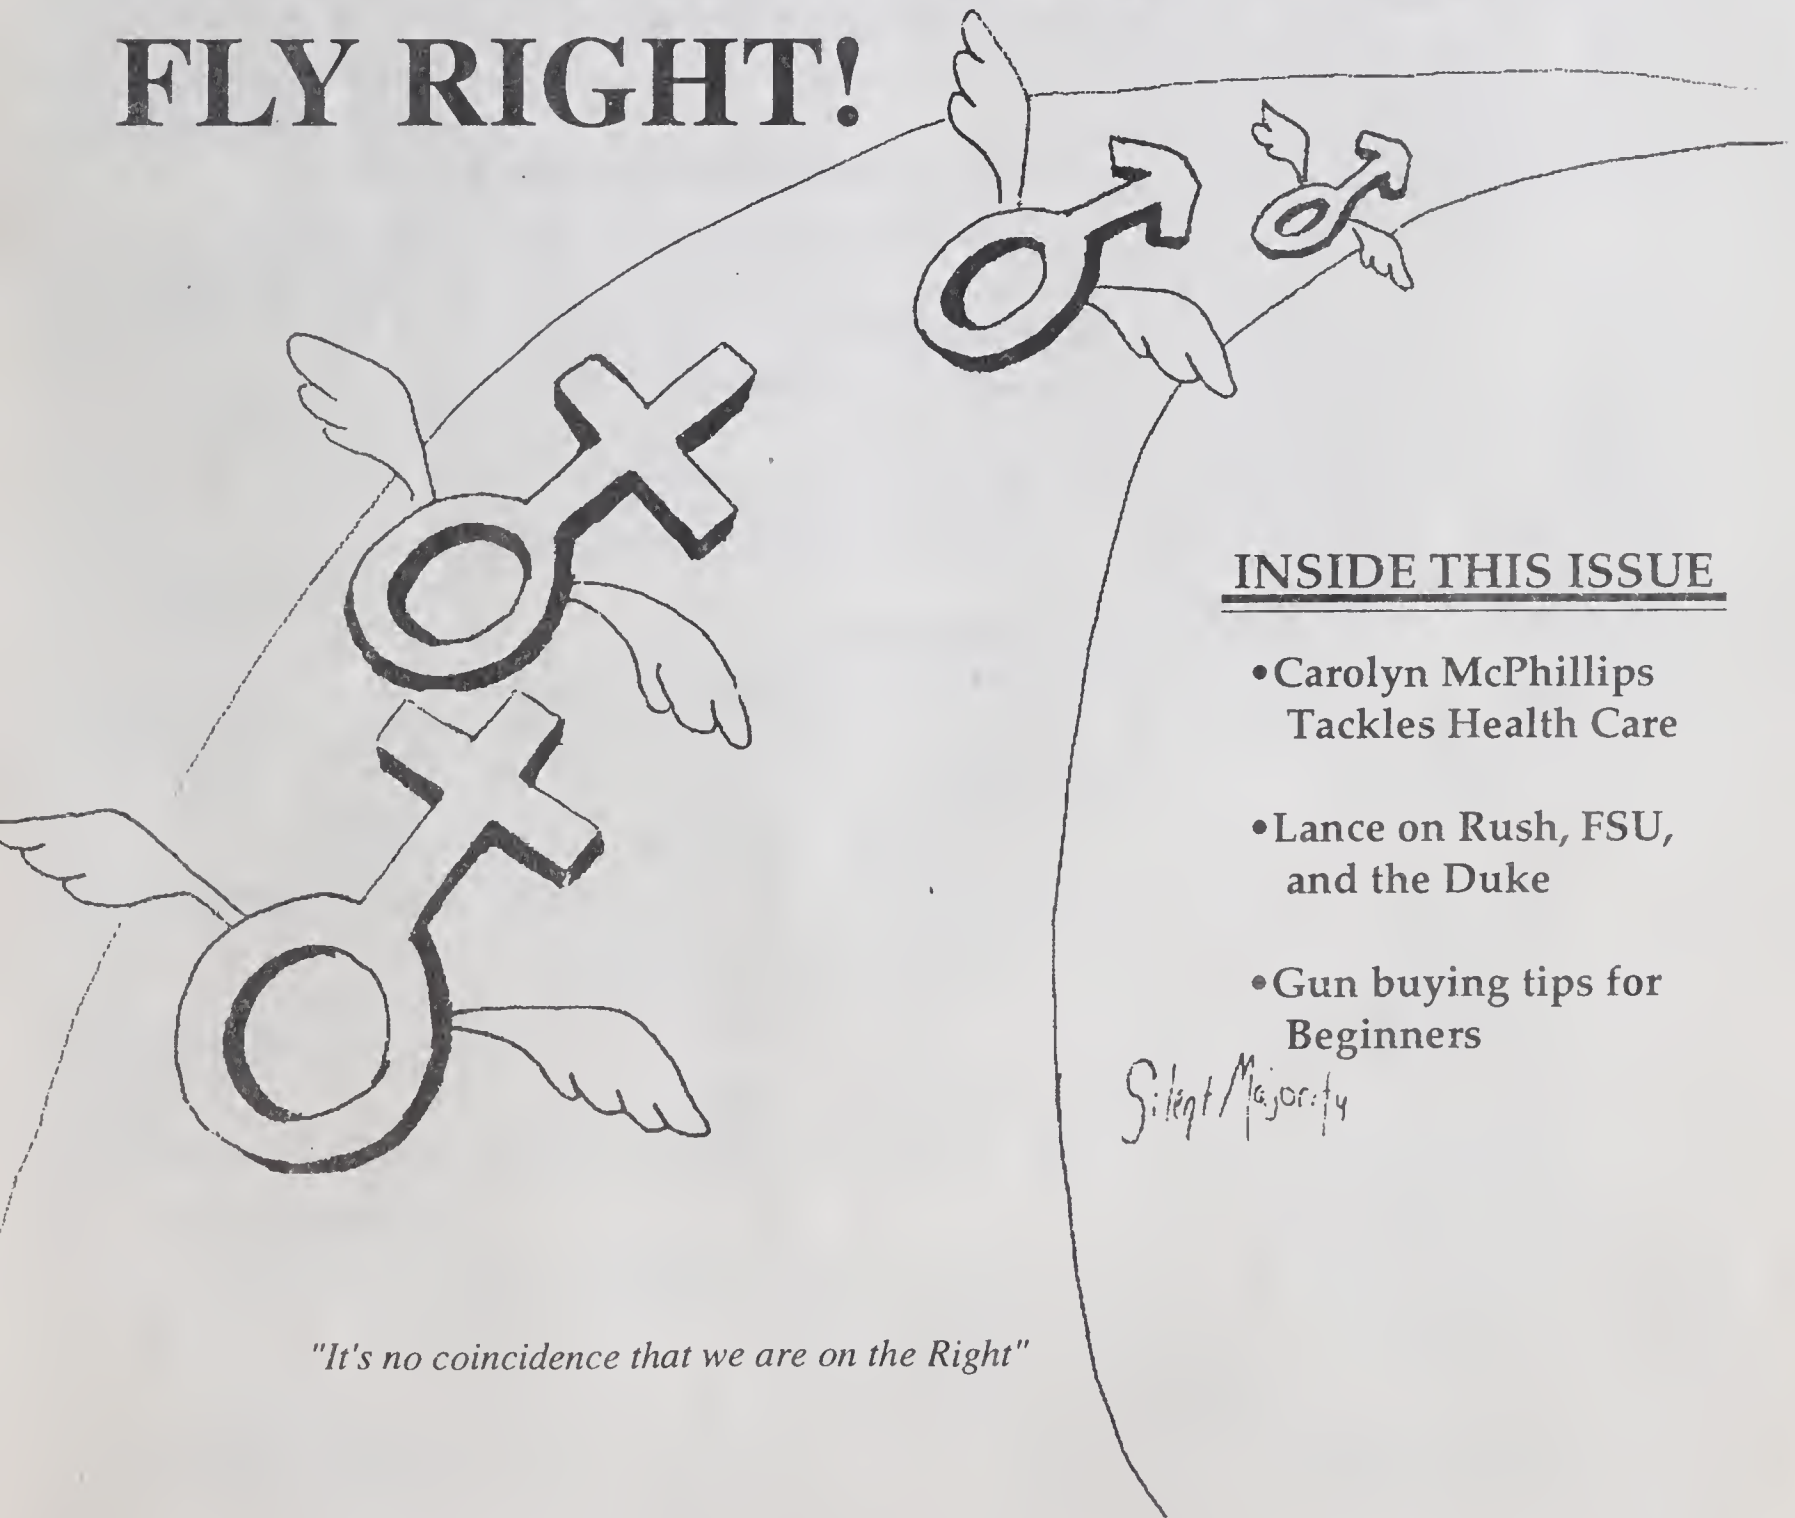 FLY RIGHT!
INSIDE THIS ISSUE
•Carolyn McPhillips
Tackles Health Care
•Lance on Rush, FSU,
and the Duke
•Gun buying tips for
Beginners
Silent Majority
"It's no coincidence that we are on the Right"